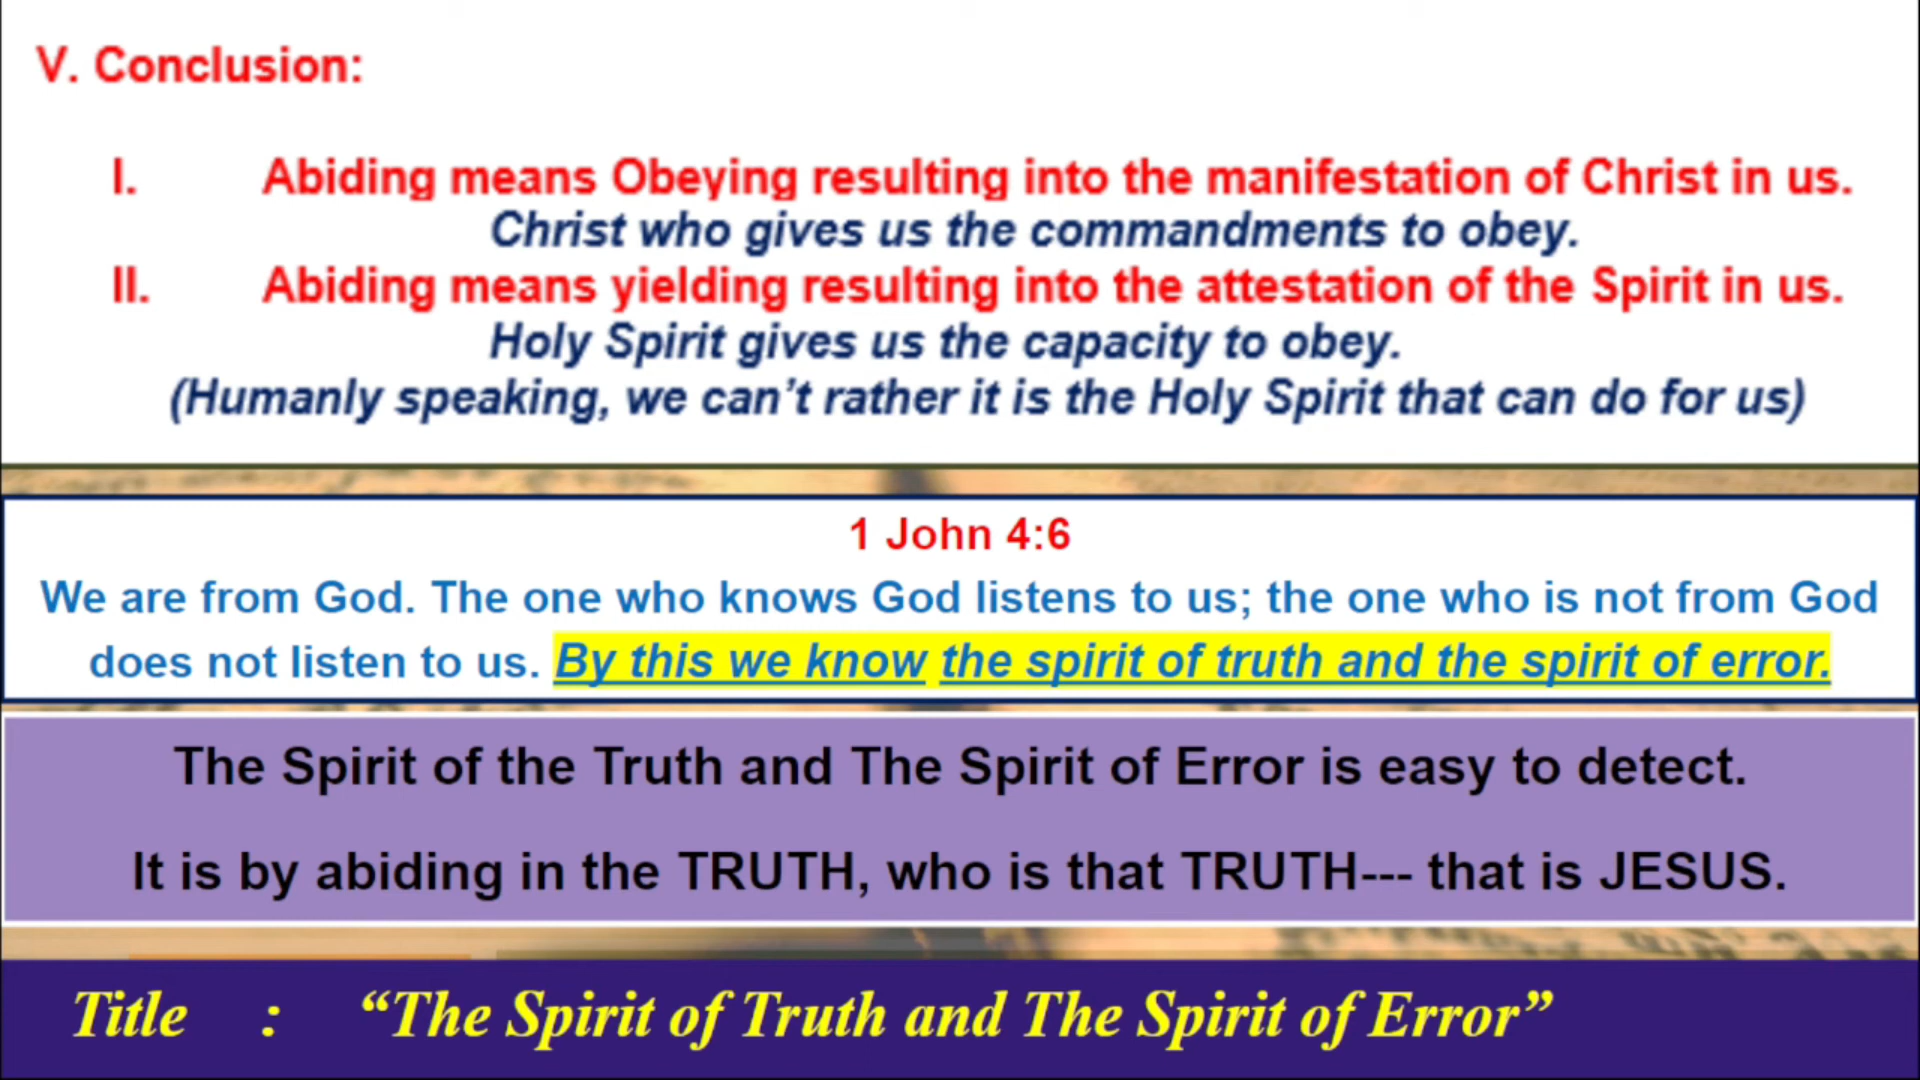 V. Conclusion:
I. Abiding means Obeying resulting into the manifestation of Christ in us.
Christ who gives us the commandments to obey.
II. Abiding means yielding resulting into the attestation of the Spirit in us.
Holy Spirit gives us the capacity to obey.
(Humanly speaking, we can’t rather it is the Holy Spirit that can do for us)
1 John 4:6
We are from God. The one who knows God listens to us; the one who is not from God
does not listen to us. By this we know the spirit of truth and the spirit of error.
The Spirit of the Truth and The Spirit of Error is easy to detect.
It is by abiding in the TRUTH, who is that TRUTH--- that is JESUS.
Title : “The Spirit of Truth and The Spirit of Error”